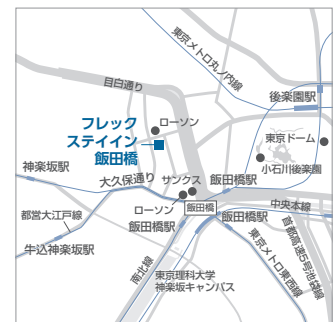 東京メトロ丸ノ内線
目白通り
後楽園駅
フレック
ステイイン
飯田橋
ローソン
東京ドーム
小石川後楽園
神楽坂駅
大久保通り
サンクス
飯田橋駅
中央本線
都営大江戸線
ローソン
飯田橋
飯田橋駅
飯田橋駅
牛込神楽坂駅
南北線
東京理科大学
神楽坂キャンパス
東京メトロ東西線
首都高速5号池袋線